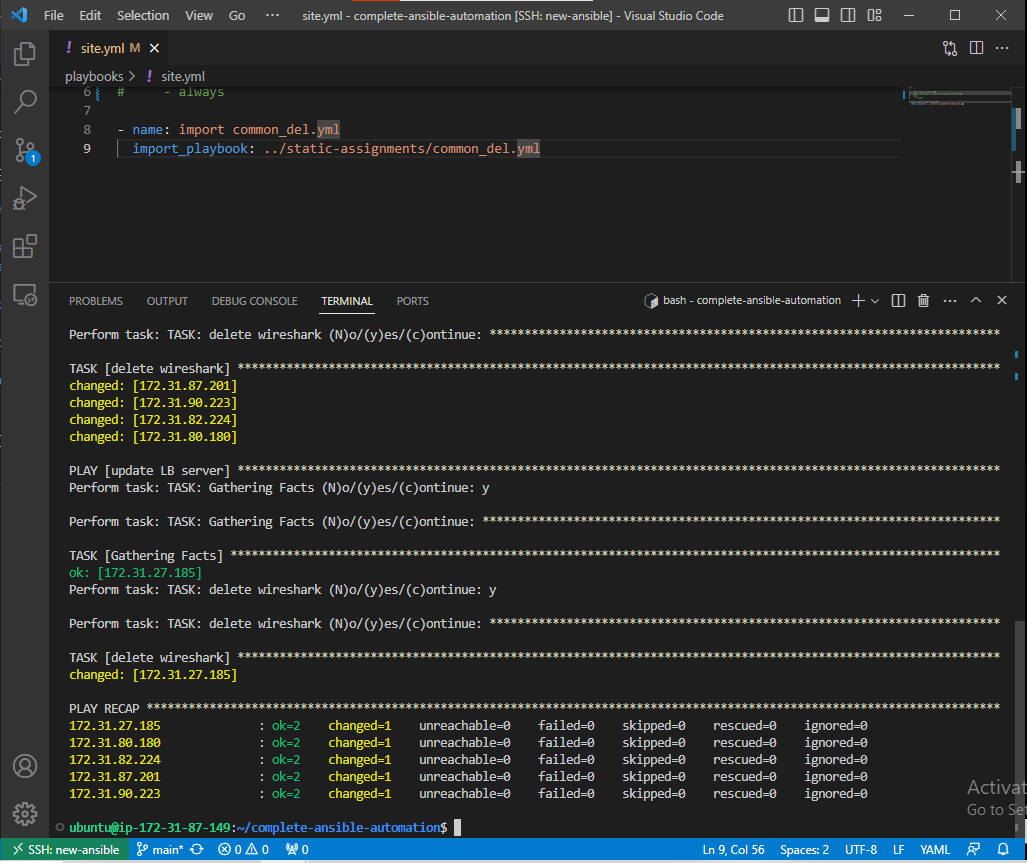 File Edit Selection View Go ··· site.yml - complete-ansible-automation [SSH: new-ansible] - Visual Studio Code
! site.yml M
playbooks > ! site.yml
6 #     - always
7
8 - name: import common_del.yml
9   import_playbook: ../static-assignments/common_del.yml
1
PROBLEMS OUTPUT DEBUG CONSOLE TERMINAL PORTS bash - complete-ansible-automation
Perform task: TASK: delete wireshark (N)o/(y)es/(c)ontinue: *************************************************************************
TASK [delete wireshark] *************************************************************************************************************
changed: [172.31.87.201]
changed: [172.31.90.223]
changed: [172.31.82.224]
changed: [172.31.80.180]
PLAY [update LB server] *************************************************************************************************************
Perform task: TASK: Gathering Facts (N)o/(y)es/(c)ontinue: y
Perform task: TASK: Gathering Facts (N)o/(y)es/(c)ontinue: **************************************************************************
TASK [Gathering Facts] **************************************************************************************************************
ok: [172.31.27.185]
Perform task: TASK: delete wireshark (N)o/(y)es/(c)ontinue: y
Perform task: TASK: delete wireshark (N)o/(y)es/(c)ontinue: *************************************************************************
TASK [delete wireshark] *************************************************************************************************************
changed: [172.31.27.185]
PLAY RECAP **************************************************************************************************************************
172.31.27.185 : ok=2 changed=1 unreachable=0 failed=0 skipped=0 rescued=0 ignored=0
172.31.80.180 : ok=2 changed=1 unreachable=0 failed=0 skipped=0 rescued=0 ignored=0
172.31.82.224 : ok=2 changed=1 unreachable=0 failed=0 skipped=0 rescued=0 ignored=0
172.31.87.201 : ok=2 changed=1 unreachable=0 failed=0 skipped=0 rescued=0 ignored=0
172.31.90.223 : ok=2 changed=1 unreachable=0 failed=0 skipped=0 rescued=0 ignored=0
Activat
Go to Set
ubuntu@ip-172-31-87-149:~/complete-ansible-automation$
SSH: new-ansible main* 0 0 0 Ln 9, Col 56 Spaces: 2 UTF-8 LF YAML